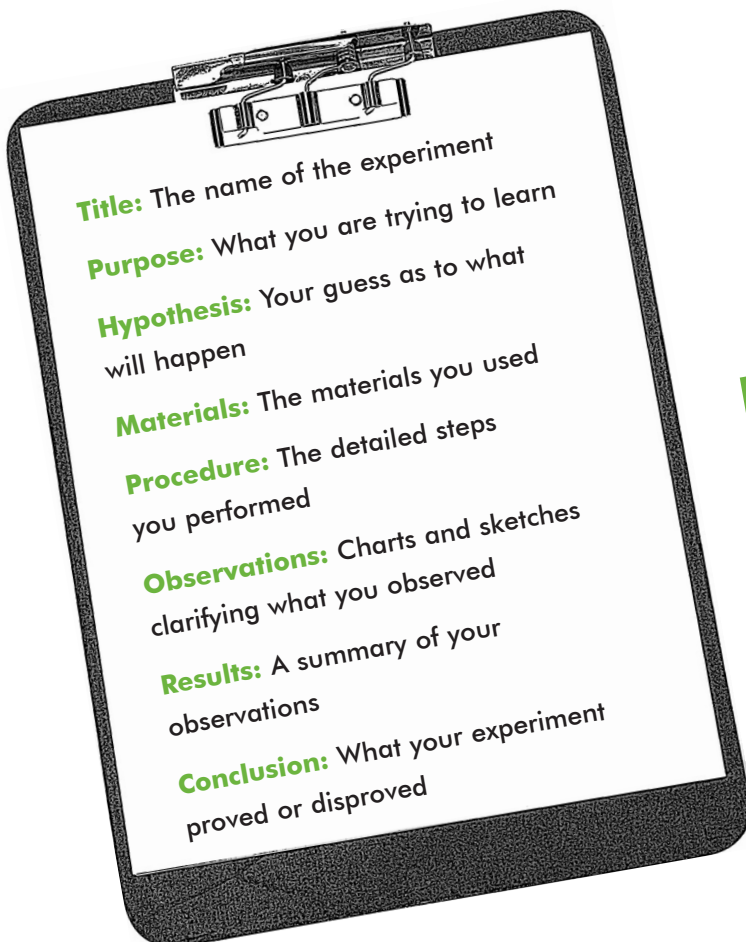 Title: The name of the experiment
Purpose: What you are trying to learn
Hypothesis: Your guess as to what
will happen
Materials: The materials you used
Procedure: The detailed steps
you performed
Observations: Charts and sketches
clarifying what you observed
Results: A summary of your
observations
Conclusion: What your experiment
proved or disproved